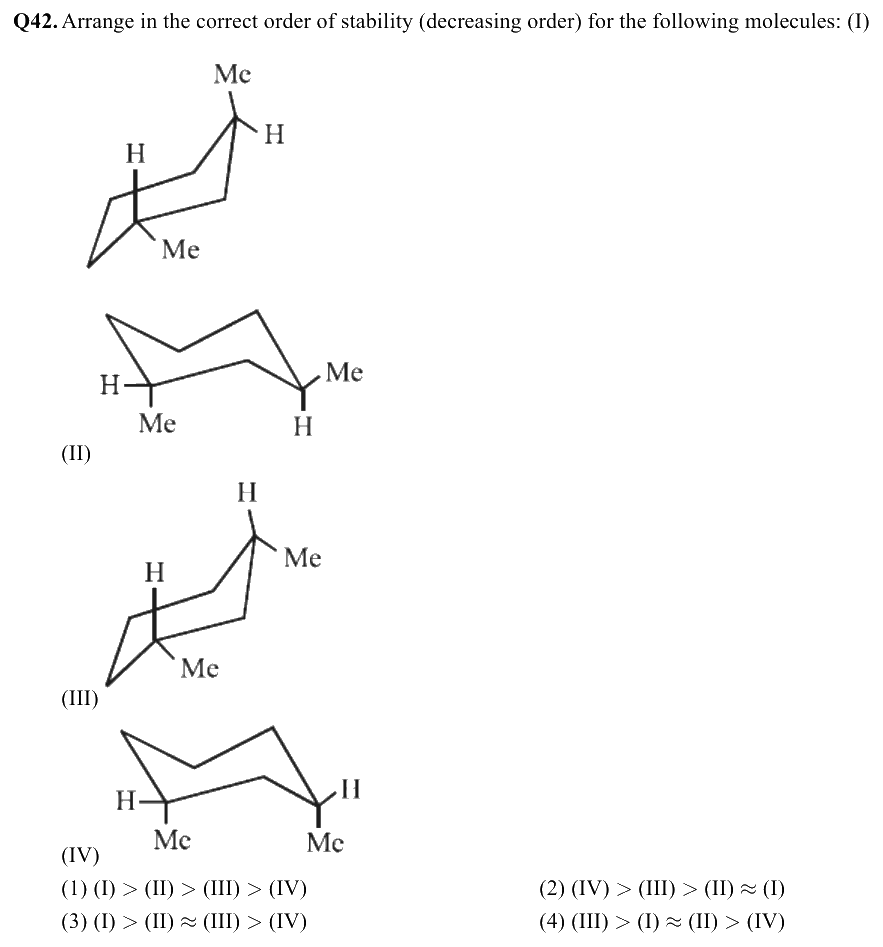 Q42. Arrange in the correct order of stability (decreasing order) for the following molecules: (I)
Me
H
H
Me
Me
H
Me
H
(II)
H
H
Me
Me
(III)
H
H
Me
Me
(IV)
(1) (I) > (II) > (III) > (IV) (2) (IV) > (III) > (II) ≈ (I)
(3) (I) > (II) ≈ (III) > (IV) (4) (III) > (I) ≈ (II) > (IV)